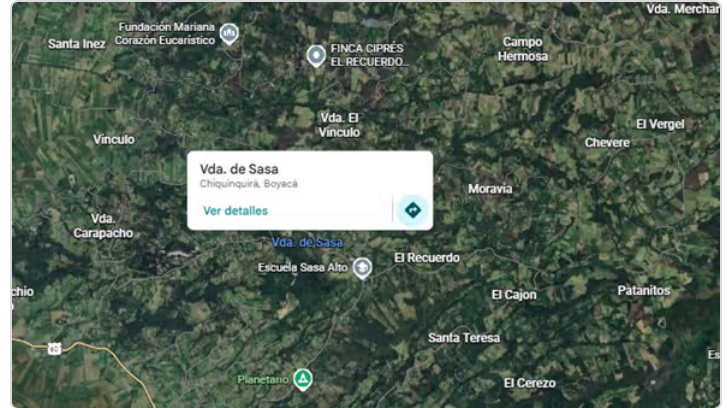 Vda. Merchar
Fundación Mariana
Corazón Eucarístico
Santa Inez
FINCA CIPRÉS
EL RECUERDO...
Campo
Hermosa
Vda. El
Vinculo
El Vergel
Vinculo
Chevere
Vda. de Sasa
Chiquinquirá, Boyacá
Ver detalles
Moravia
Vda.
Carapacho
Vda. de Sasa
Escuela Sasa Alto
El Recuerdo
chio
El Cajon
Patanitos
Santa Teresa
Es
Planetario
El Cerezo